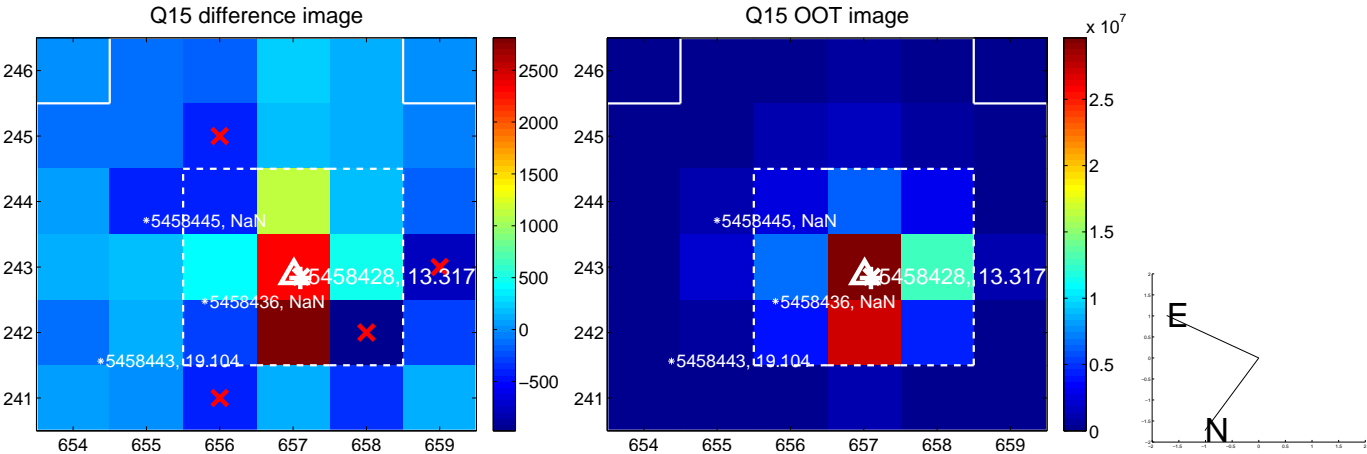 Q15 difference image
Q15 OOT image
x 10^7
246
245
244
243
242
241
654 655 656 657 658 659
5458445, NaN
5458428, 13.317
5458436, NaN
5458443, 19.104
2500
2000
1500
1000
500
0
−500
246
245
244
243
242
241
654 655 656 657 658 659
5458445, NaN
5458428, 13.317
5458436, NaN
5458443, 19.104
2.5
2
1.5
1
0.5
0
E
N